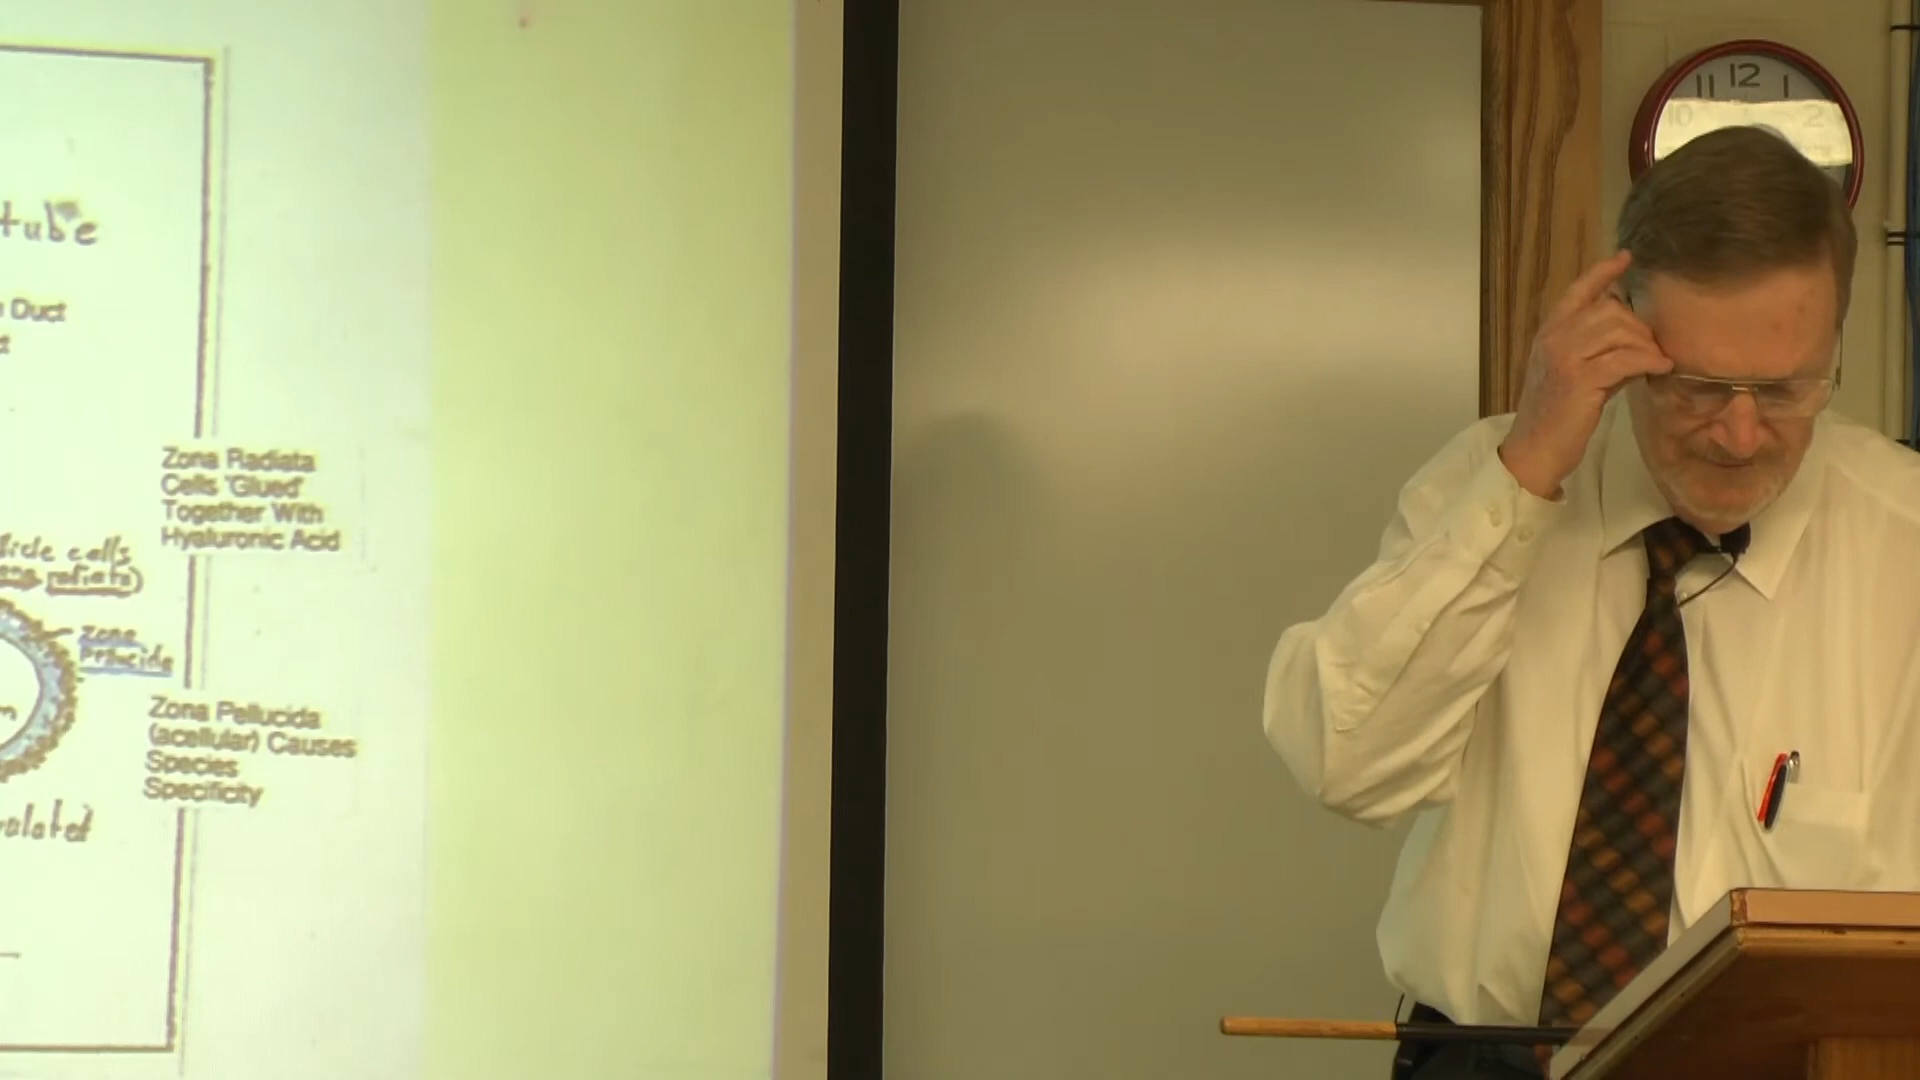 tube
Duct
Zona Radiata
Cells 'Glued'
Together With
Hyaluronic Acid
cells
radiata)
Zona
Pellucida
Zona Pellucida
(acellular) Causes
Species
Specificity
11 12 1
10 2